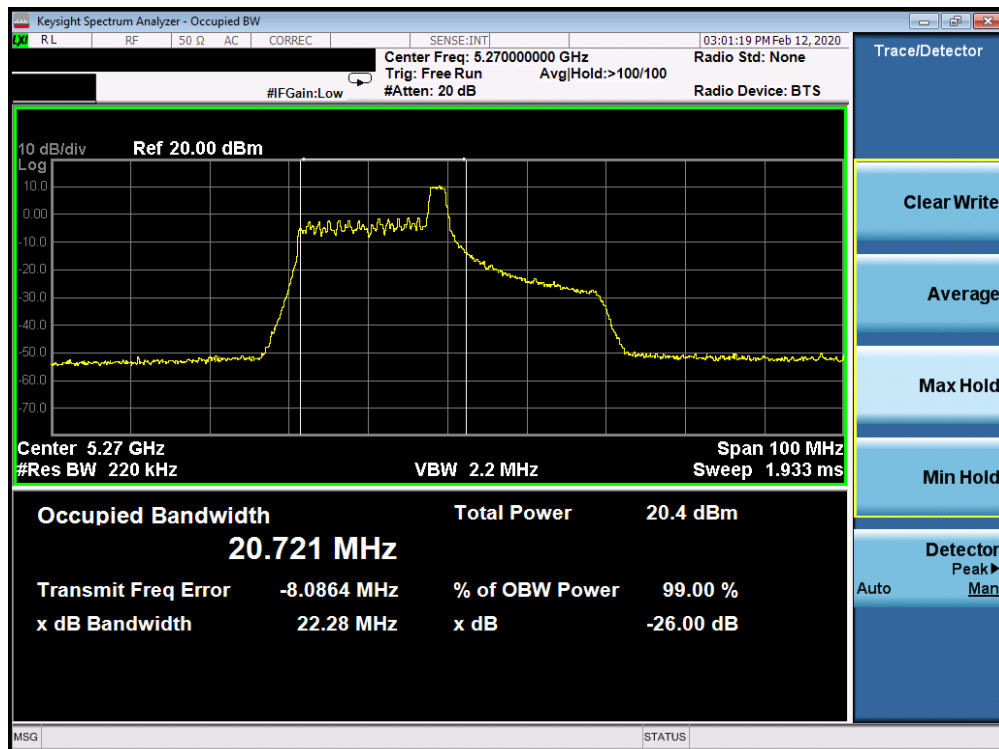 Keysight Spectrum Analyzer - Occupied BW
LXI RL RF 50 Ω AC CORREC SENSE:INT 03:01:19 PM Feb 12, 2020
Center Freq: 5.270000000 GHz Radio Std: None
Trig: Free Run Avg|Hold:>100/100
#IFGain:Low #Atten: 20 dB Radio Device: BTS
10 dB/div Ref 20.00 dBm
Log
10.0
0.00
-10.0
-20.0
-30.0
-40.0
-50.0
-60.0
-70.0
Center 5.27 GHz Span 100 MHz
#Res BW 220 kHz VBW 2.2 MHz Sweep 1.933 ms
Occupied Bandwidth Total Power 20.4 dBm
20.721 MHz
Transmit Freq Error -8.0864 MHz % of OBW Power 99.00 %
x dB Bandwidth 22.28 MHz x dB -26.00 dB
MSG STATUS
Trace/Detector
Clear Write
Average
Max Hold
Min Hold
Detector
Peak▶
Auto Man